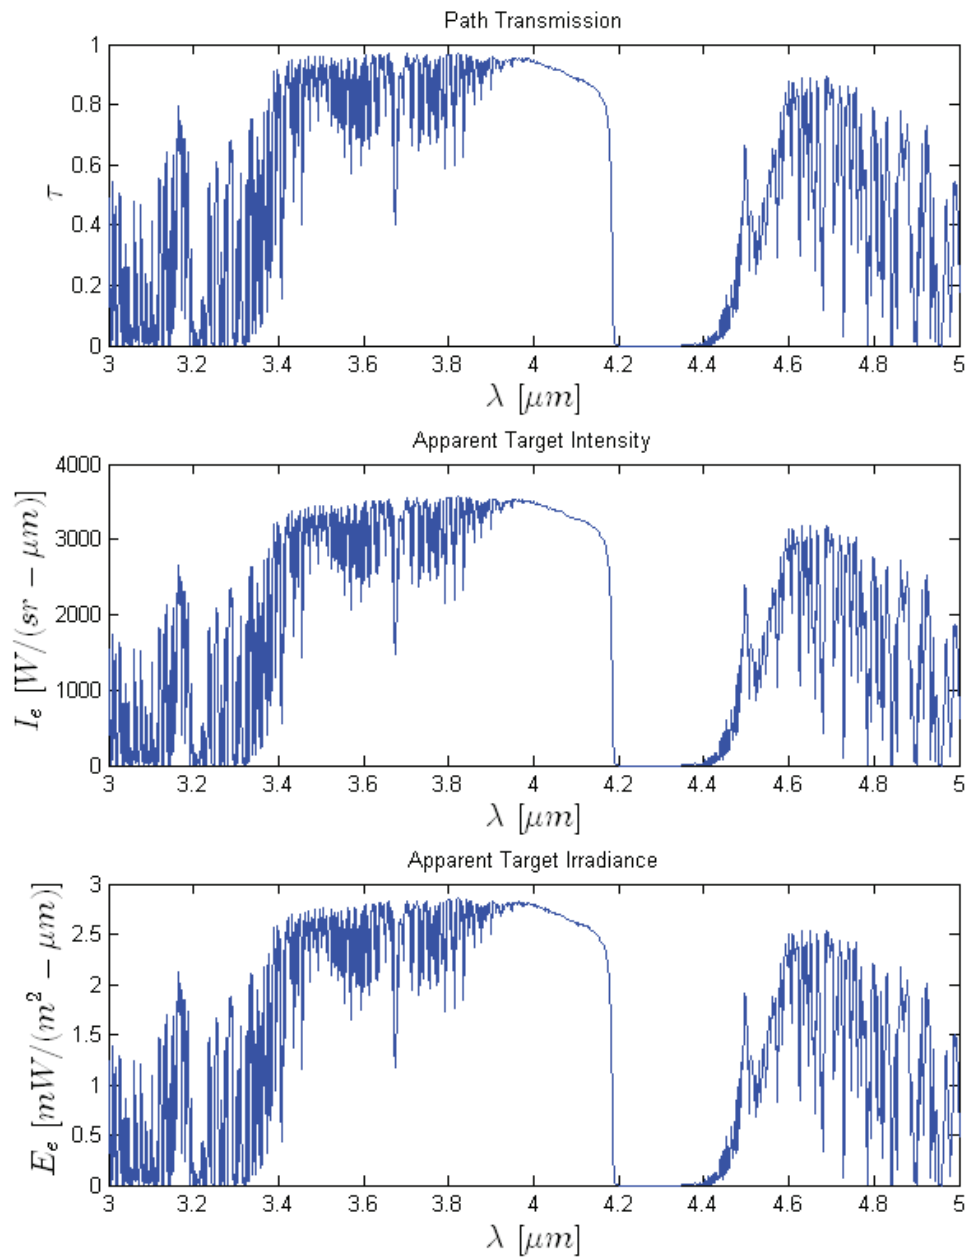 Path Transmission
1
0.8
0.6
0.4
0.2
0
τ
3 3.2 3.4 3.6 3.8 4 4.2 4.4 4.6 4.8 5
λ [μm]
Apparent Target Intensity
4000
3000
2000
1000
0
I_e [W/(sr − μm)]
3 3.2 3.4 3.6 3.8 4 4.2 4.4 4.6 4.8 5
λ [μm]
Apparent Target Irradiance
3
2.5
2
1.5
1
0.5
0
E_e [mW/(m² − μm)]
3 3.2 3.4 3.6 3.8 4 4.2 4.4 4.6 4.8 5
λ [μm]